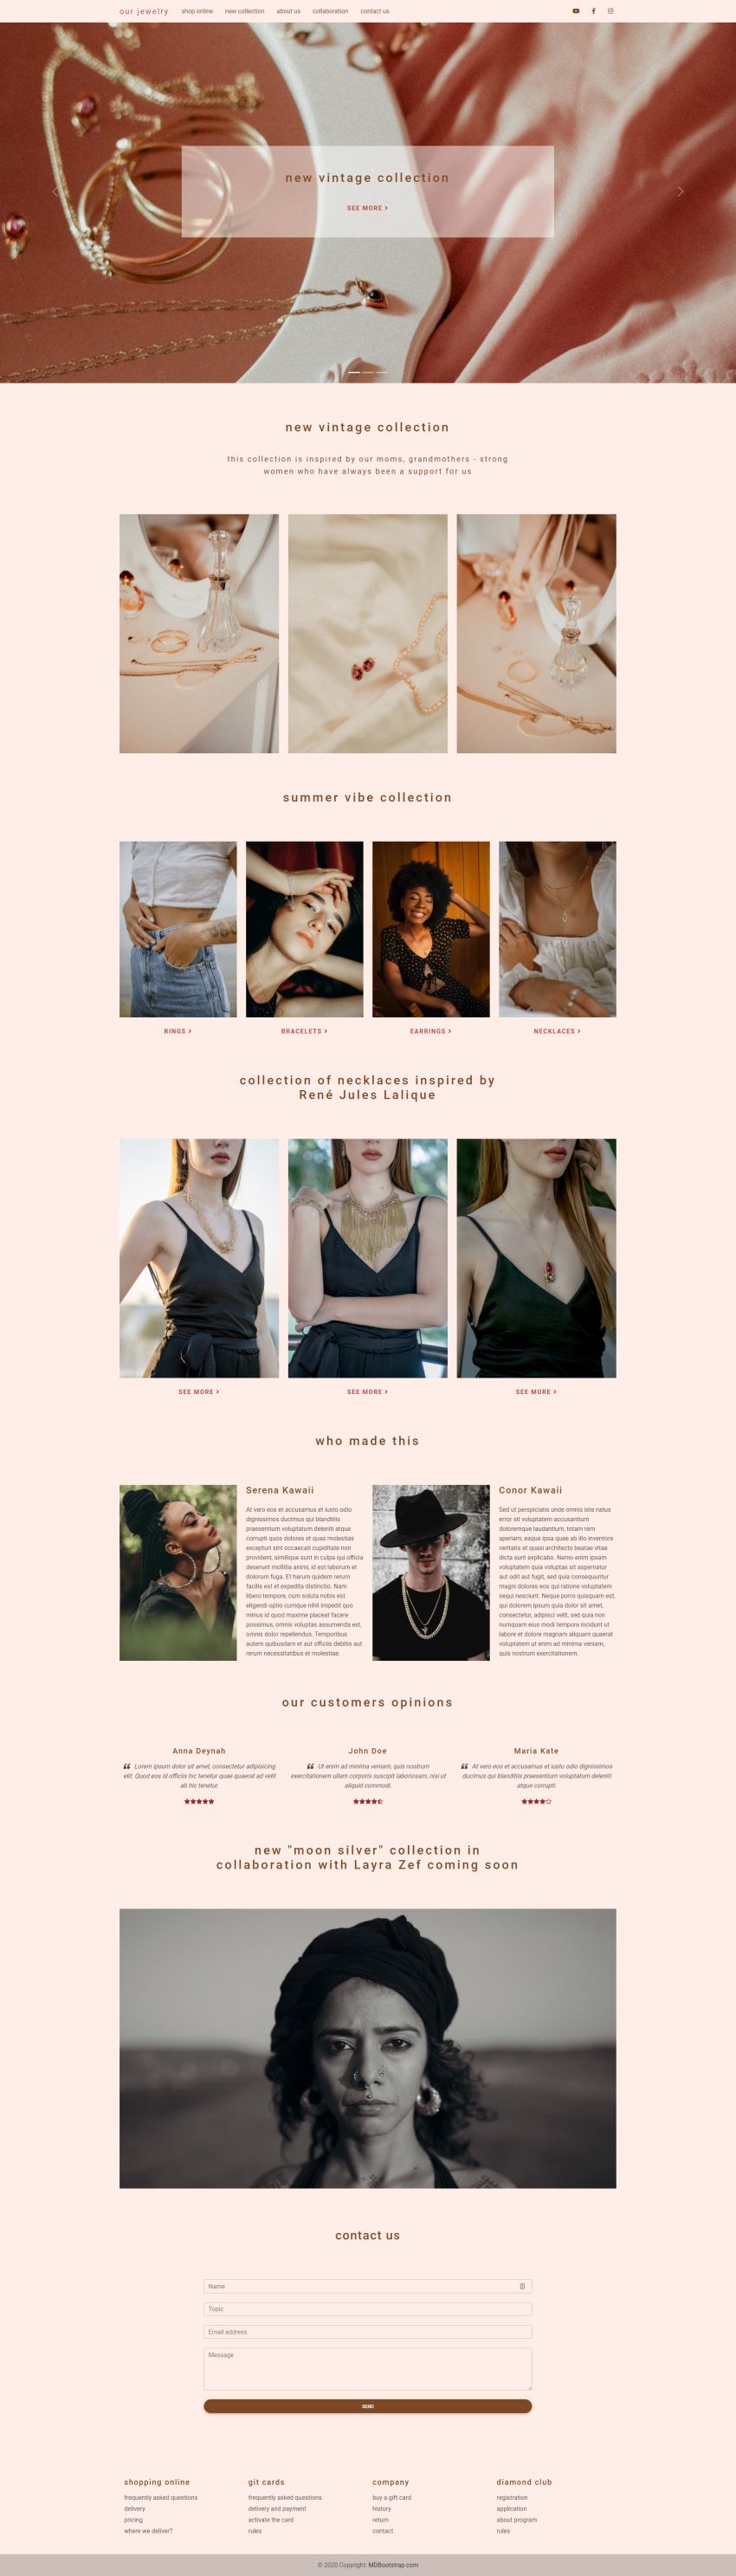 our jewelry shop online new collection about us collaboration contact us
new vintage collection
SEE MORE
new vintage collection
this collection is inspired by our moms, grandmothers - strong
women who have always been a support for us
summer vibe collection
RINGS BRACELETS EARRINGS NECKLACES
collection of necklaces inspired by
René Jules Lalique
SEE MORE SEE MORE SEE MORE
who made this
Serena Kawaii
At vero eos et accusamus et iusto odio
dignissimos ducimus qui blanditiis
praesentium voluptatum deleniti atque
corrupti quos dolores et quas molestias
excepturi sint occaecati cupiditate non
provident, similique sunt in culpa qui officia
deserunt mollitia animi, id est laborum et
dolorum fuga. Et harum quidem rerum
facilis est et expedita distinctio. Nam
libero tempore, cum soluta nobis est
eligendi optio cumque nihil impedit quo
minus id quod maxime placeat facere
possimus, omnis voluptas assumenda est,
omnis dolor repellendus. Temporibus
autem quibusdam et aut officiis debitis aut
rerum necessitatibus et molestiae.
Conor Kawaii
Sed ut perspiciatis unde omnis iste natus
error sit voluptatem accusantium
doloremque laudantium, totam rem
aperiam, eaque ipsa quae ab illo inventore
veritatis et quasi architecto beatae vitae
dicta sunt explicabo. Nemo enim ipsam
voluptatem quia voluptas sit aspernatur
aut odit aut fugit, sed quia consequuntur
magni dolores eos qui ratione voluptatem
sequi nesciunt. Neque porro quisquam est,
qui dolorem ipsum quia dolor sit amet,
consectetur, adipisci velit, sed quia non
numquam eius modi tempora incidunt ut
labore et dolore magnam aliquam quaerat
voluptatem ut enim ad minima veniam,
quis nostrum exercitationem.
our customers opinions
Anna Deynah
Lorem ipsum dolor sit amet, consectetur adipisicing
elit. Quod eos id officiis hic tenetur quae quaerat ad velit
ab hic tenetur.
John Doe
Ut enim ad minima veniam, quis nostrum
exercitationem ullam corporis suscipit laboriosam, nisi ut
aliquid commodi.
Maria Kate
At vero eos et accusamus et iusto odio dignissimos
ducimus qui blanditiis praesentium voluptatum deleniti
atque corrupti.
new "moon silver" collection in
collaboration with Layra Zef coming soon
contact us
Name
Topic
Email address
Message
SEND
shopping online
frequently asked questions
delivery
pricing
where we deliver?
git cards
frequently asked questions
delivery and payment
activate the card
rules
company
buy a gift card
history
return
contact
diamond club
registration
application
about program
rules
© 2020 Copyright: MDBootstrap.com